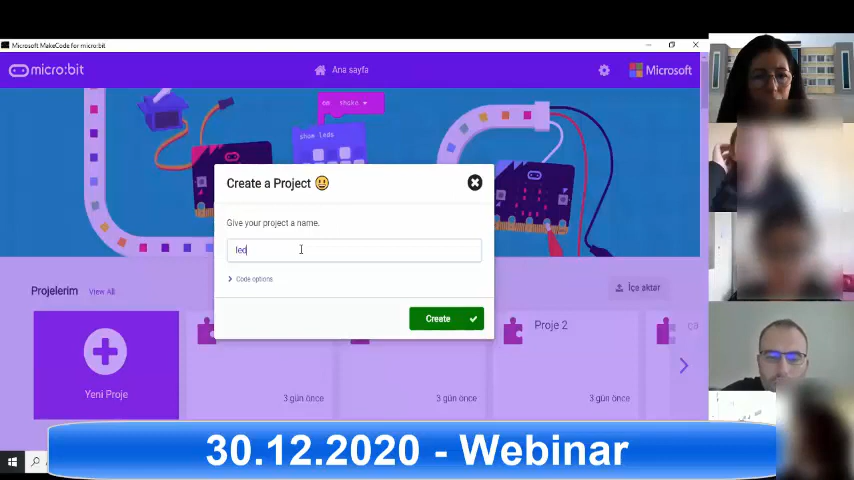 Microsoft MakeCode for micro:bit
micro:bit
Ana sayfa
Microsoft
on shake
show leds
Create a Project
Give your project a name.
led
Code options
Create
Projelerim
View All
İçe aktar
Yeni Proje
3 gün önce
3 gün önce
Proje 2
3 gün önce
30.12.2020 - Webinar